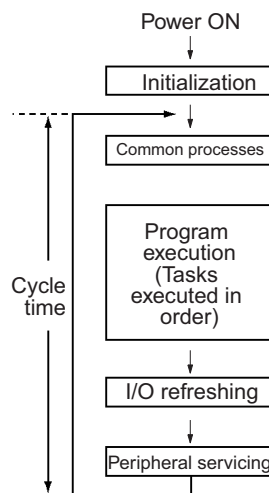 Power ON
Initialization
Common processes
Program
execution
(Tasks
executed in
order)
Cycle
time
I/O refreshing
Peripheral servicing